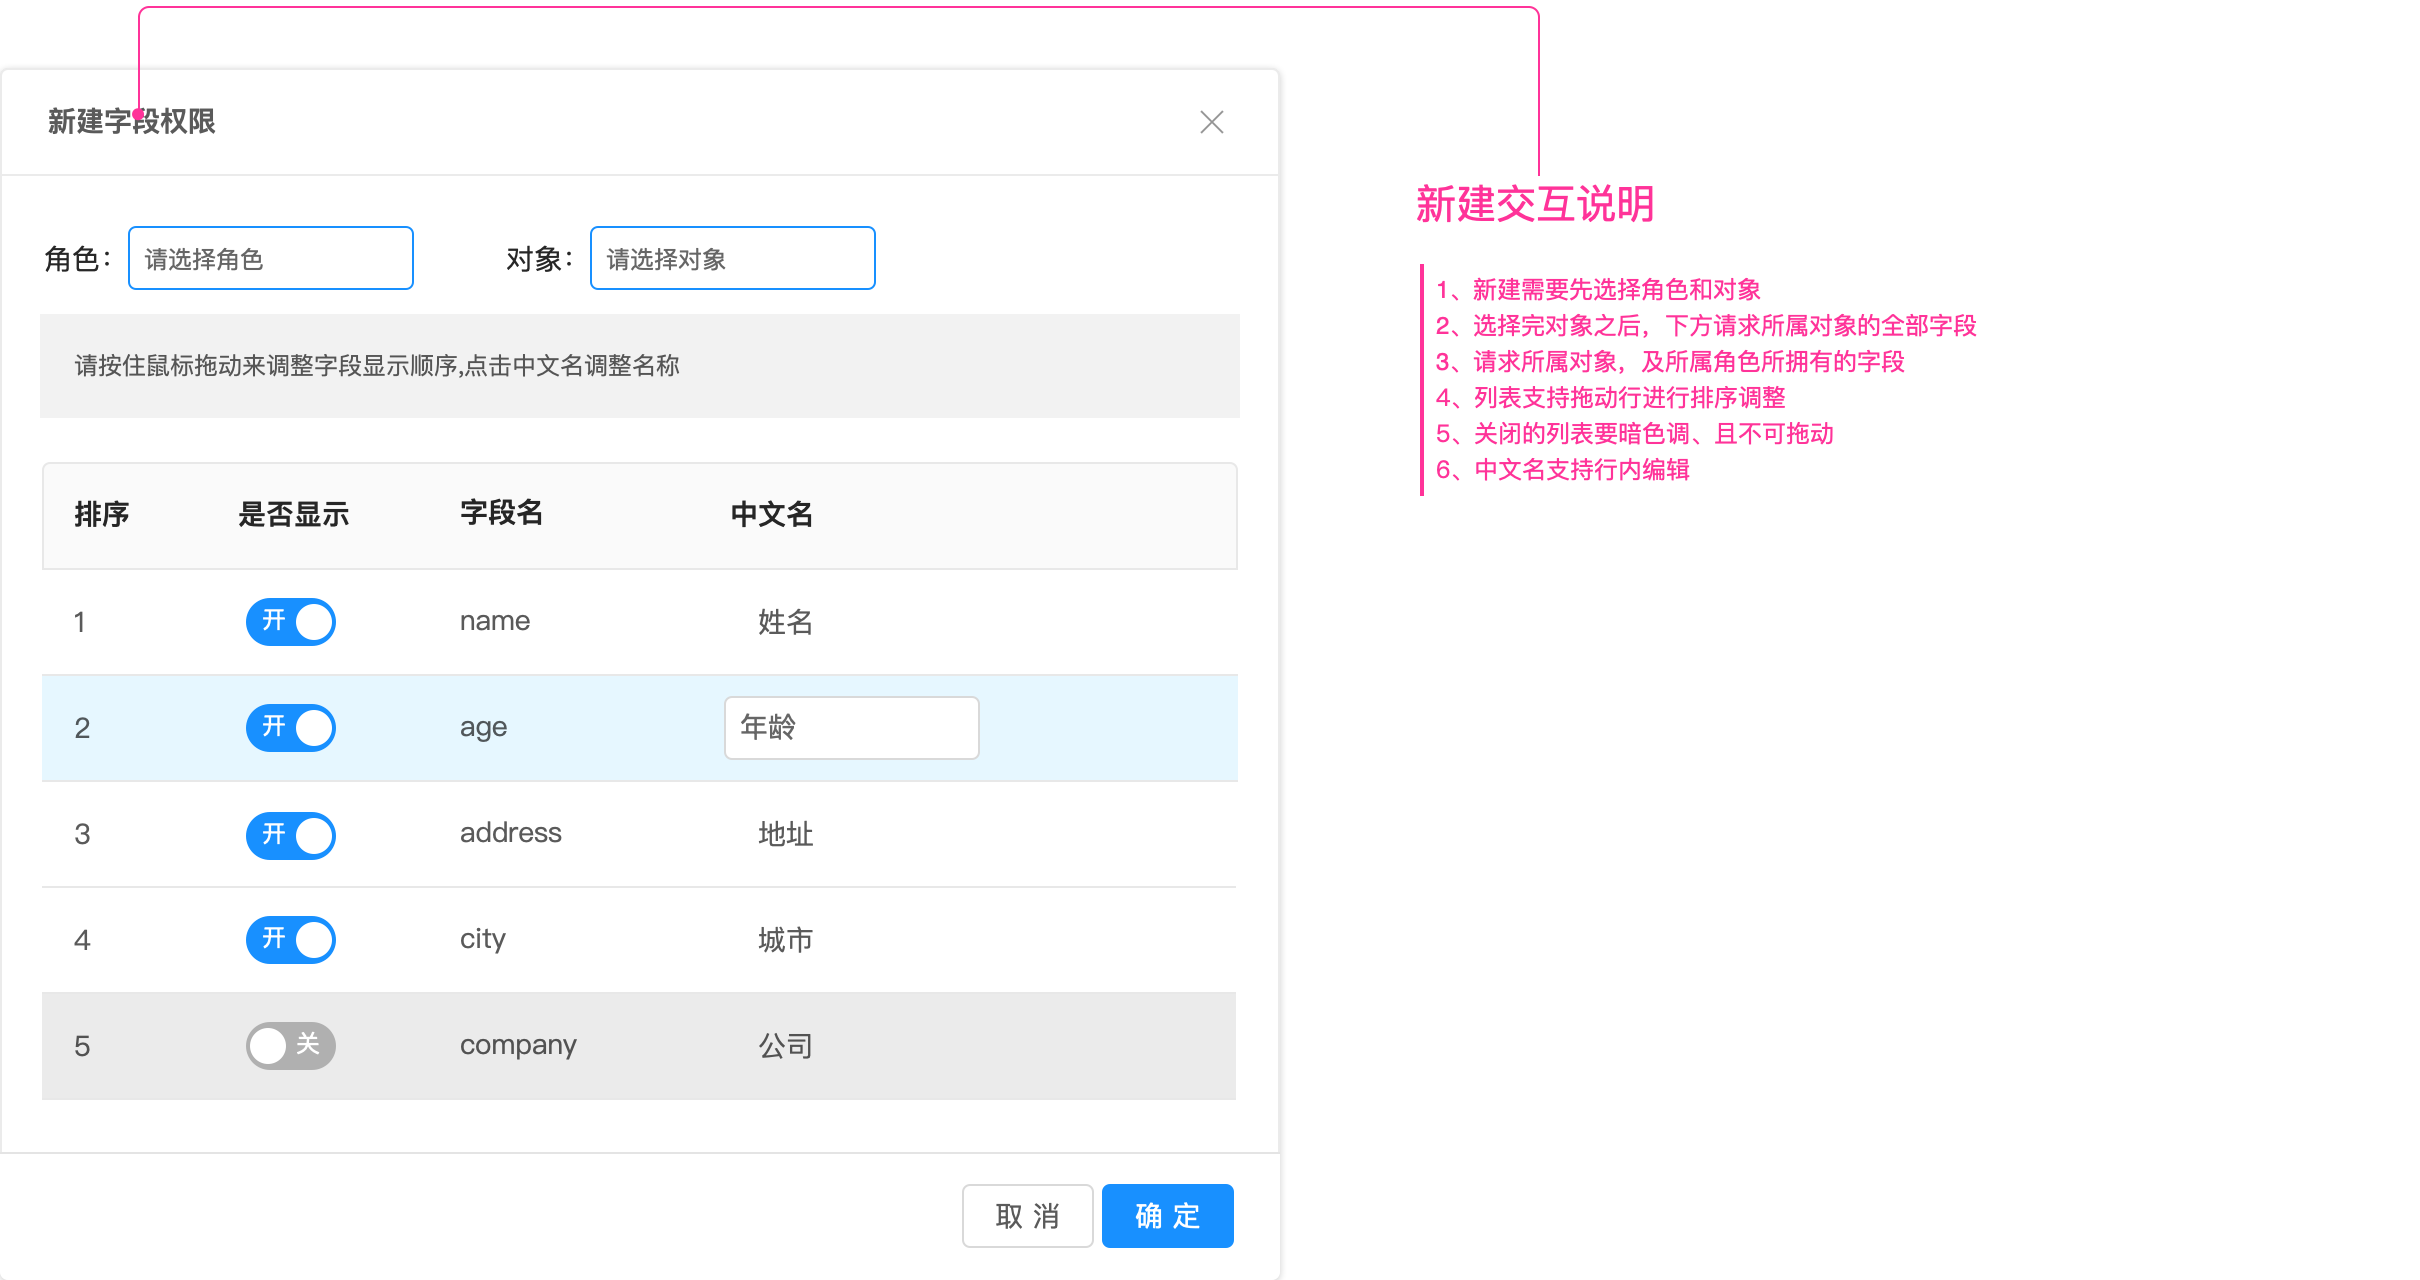 新建字段权限
角色： 请选择角色 对象： 请选择对象
请按住鼠标拖动来调整字段显示顺序,点击中文名调整名称
排序 是否显示 字段名 中文名
1 开 name 姓名
2 开 age 年龄
3 开 address 地址
4 开 city 城市
5 关 company 公司
取 消 确 定
新建交互说明
1、新建需要先选择角色和对象
2、选择完对象之后，下方请求所属对象的全部字段
3、请求所属对象，及所属角色所拥有的字段
4、列表支持拖动行进行排序调整
5、关闭的列表要暗色调、且不可拖动
6、中文名支持行内编辑